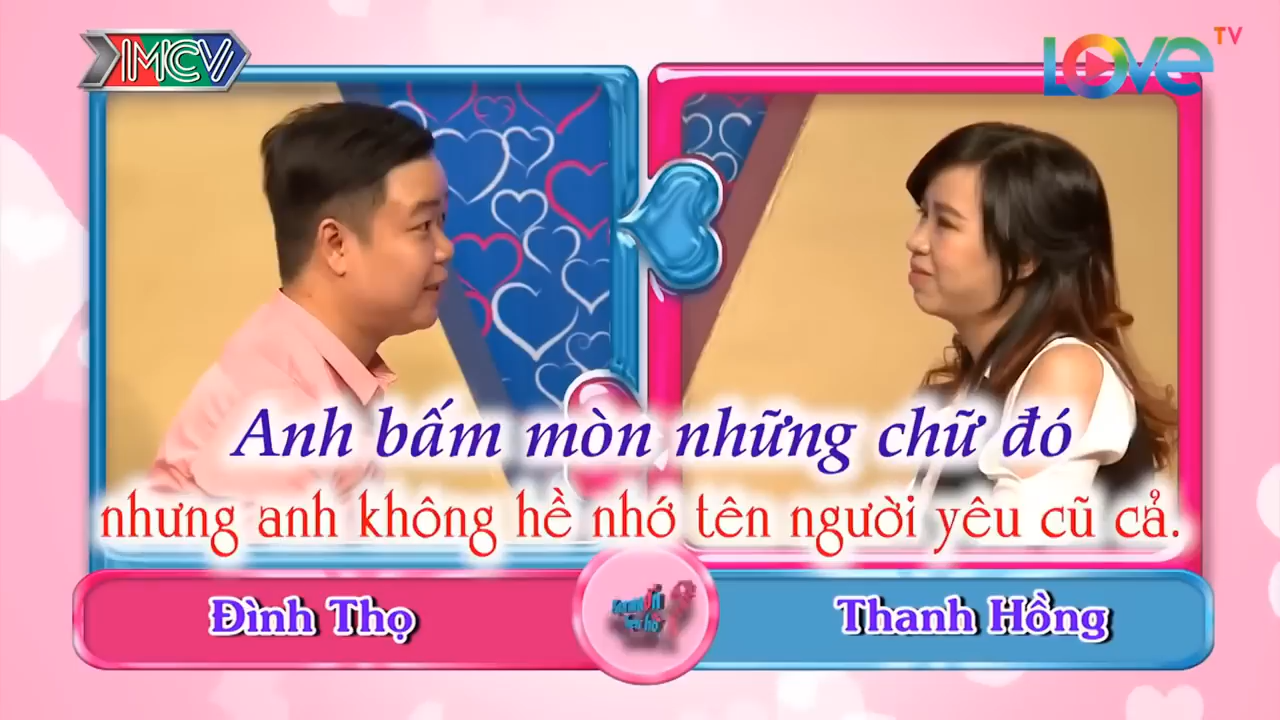 MCV
LOVE TV
Anh bấm mòn những chữ đó
nhưng anh không hề nhớ tên người yêu cũ cả.
Đình Thọ
Thanh Hồng